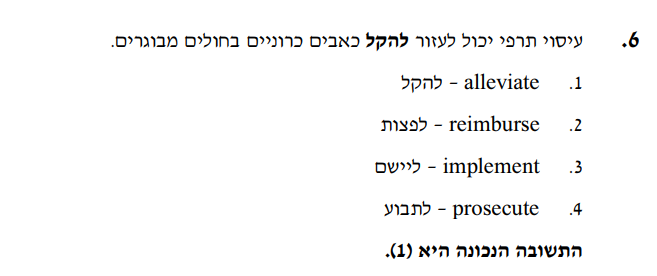 6. עיסוי תרפי יכול לעזור להקל כאבים כרוניים בחולים מבוגרים.
1. alleviate – להקל
2. reimburse – לפצות
3. implement – ליישם
4. prosecute – לתבוע
התשובה הנכונה היא (1).